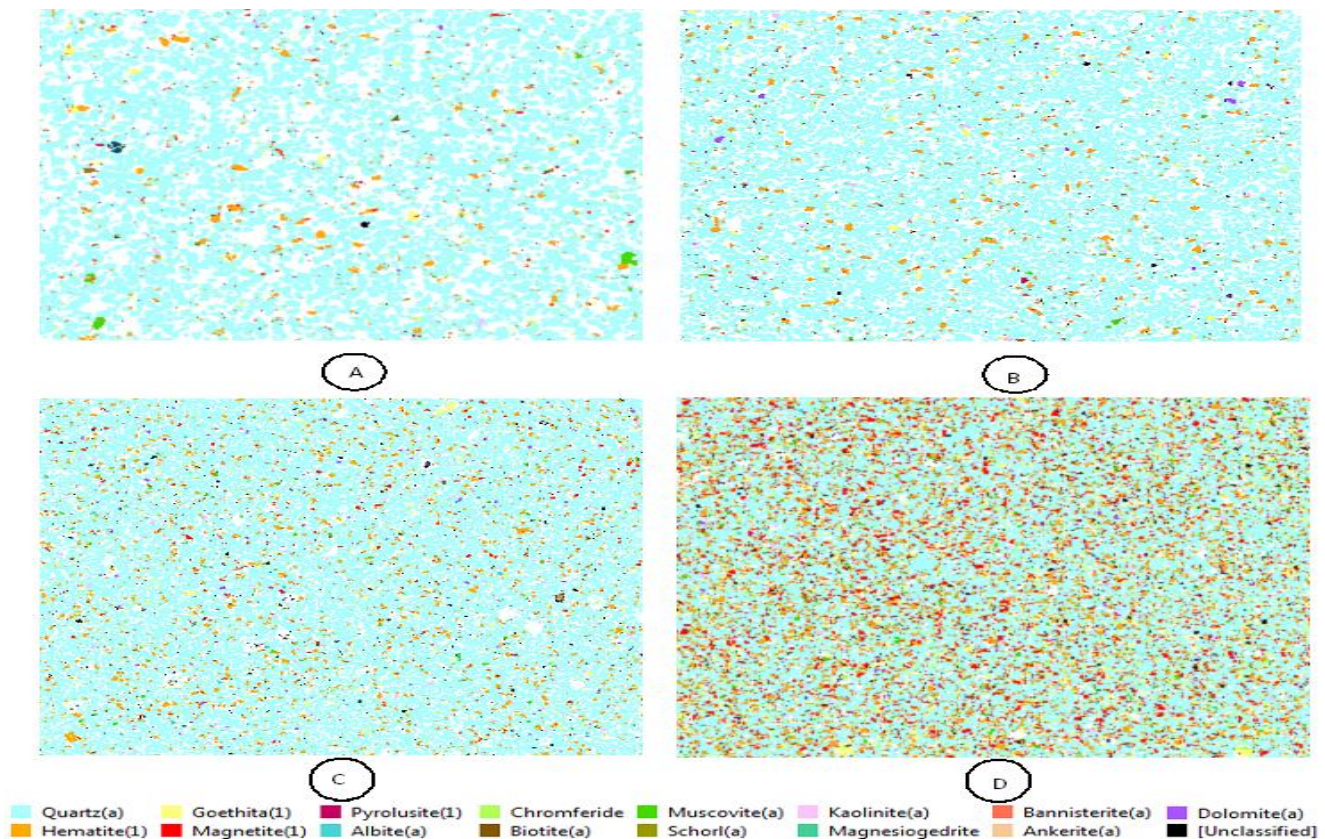 A
B
C
D
Quartz(a) Goethita(1) Pyrolusite(1) Chromferide Muscovite(a) Kaolinite(a) Bannisterite(a) Dolomite(a)
Hematite(1) Magnetite(1) Albite(a) Biotite(a) Schorl(a) Magnesiogedrite Ankerite(a) [Unclassified]